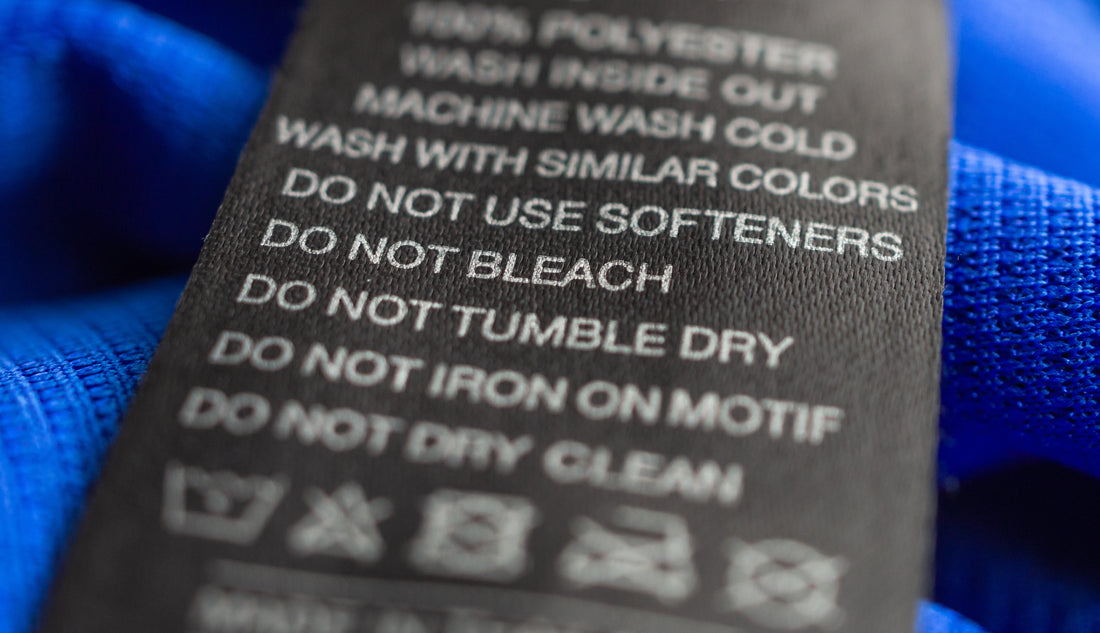 100% POLYESTER
WASH INSIDE OUT
MACHINE WASH COLD
WASH WITH SIMILAR COLORS
DO NOT USE SOFTENERS
DO NOT BLEACH
DO NOT TUMBLE DRY
DO NOT IRON ON MOTIF
DO NOT DRY CLEAN